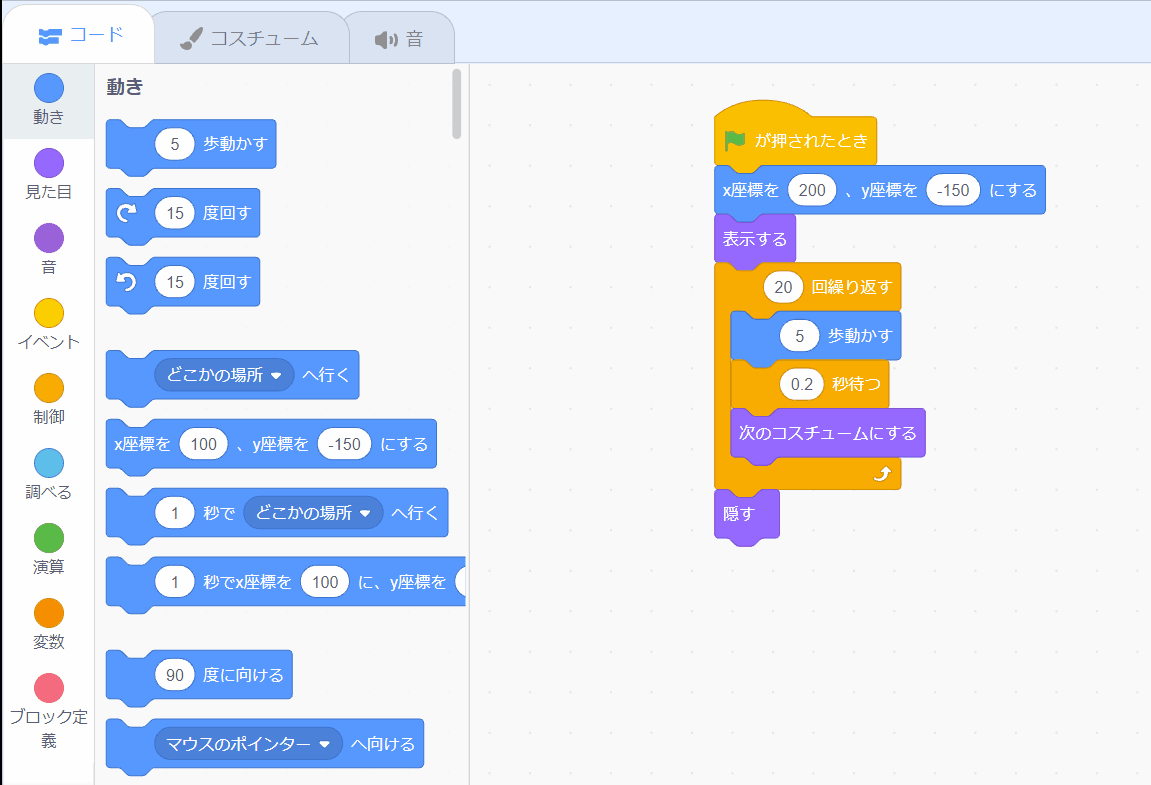 コード
コスチューム
音
動き
見た目
音
イベント
制御
調べる
演算
変数
ブロック定
義
動き
5 歩動かす
15 度回す
15 度回す
どこかの場所 へ行く
x座標を 100 、y座標を -150 にする
1 秒で どこかの場所 へ行く
1 秒でx座標を 100 に、y座標を
90 度に向ける
マウスのポインター へ向ける
が押されたとき
x座標を 200 、y座標を -150 にする
表示する
20 回繰り返す
5 歩動かす
0.2 秒待つ
次のコスチュームにする
隠す